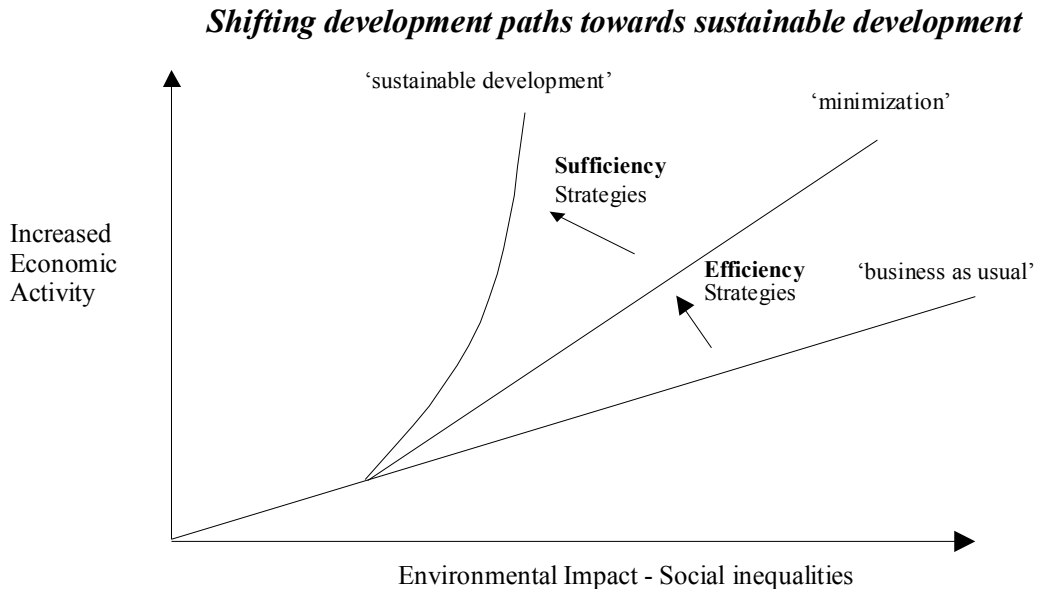 Shifting development paths towards sustainable development
‘sustainable development’
‘minimization’
Sufficiency
Strategies
Increased
Economic
Activity
Efficiency
Strategies
‘business as usual’
Environmental Impact - Social inequalities